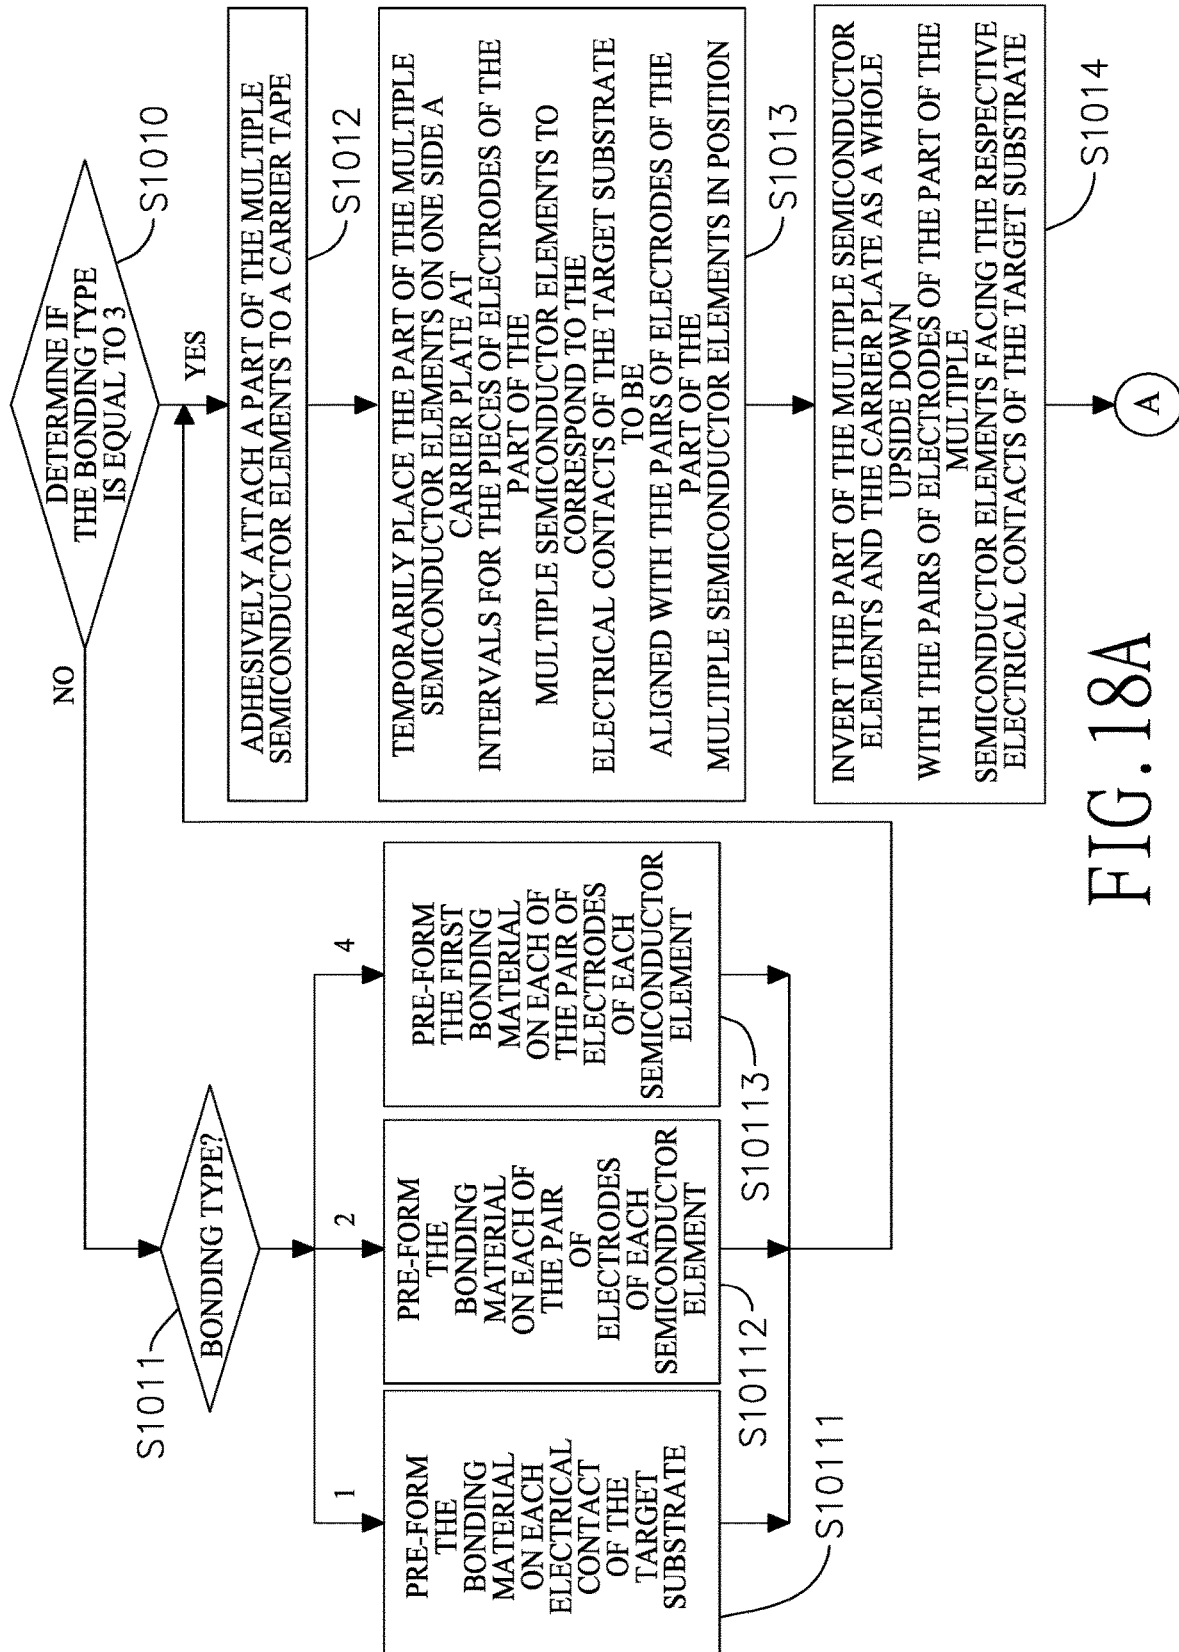 DETERMINE IF
THE BONDING TYPE
IS EQUAL TO 3
S1010
NO
YES
S1011
BONDING TYPE?
1
2
4
PRE-FORM
THE
BONDING
MATERIAL
ON EACH
ELECTRICAL
CONTACT
OF THE
TARGET
SUBSTRATE
S10111
PRE-FORM
THE
BONDING
MATERIAL
ON EACH OF
THE PAIR
OF
ELECTRODES
OF EACH
SEMICONDUCTOR
ELEMENT
S10112
PRE-FORM
THE FIRST
BONDING
MATERIAL
ON EACH OF
THE PAIR OF
ELECTRODES
OF EACH
SEMICONDUCTOR
ELEMENT
S10113
ADHESIVELY ATTACH A PART OF THE MULTIPLE
SEMICONDUCTOR ELEMENTS TO A CARRIER TAPE
S1012
TEMPORARILY PLACE THE PART OF THE MULTIPLE
SEMICONDUCTOR ELEMENTS ON ONE SIDE A
CARRIER PLATE AT
INTERVALS FOR THE PIECES OF ELECTRODES OF THE
PART OF THE
MULTIPLE SEMICONDUCTOR ELEMENTS TO
CORRESPOND TO THE
ELECTRICAL CONTACTS OF THE TARGET SUBSTRATE
TO BE
ALIGNED WITH THE PAIRS OF ELECTRODES OF THE
PART OF THE
MULTIPLE SEMICONDUCTOR ELEMENTS IN POSITION
S1013
INVERT THE PART OF THE MULTIPLE SEMICONDUCTOR
ELEMENTS AND THE CARRIER PLATE AS A WHOLE
UPSIDE DOWN
WITH THE PAIRS OF ELECTRODES OF THE PART OF THE
MULTIPLE
SEMICONDUCTOR ELEMENTS FACING THE RESPECTIVE
ELECTRICAL CONTACTS OF THE TARGET SUBSTRATE
S1014
A
FIG.18A